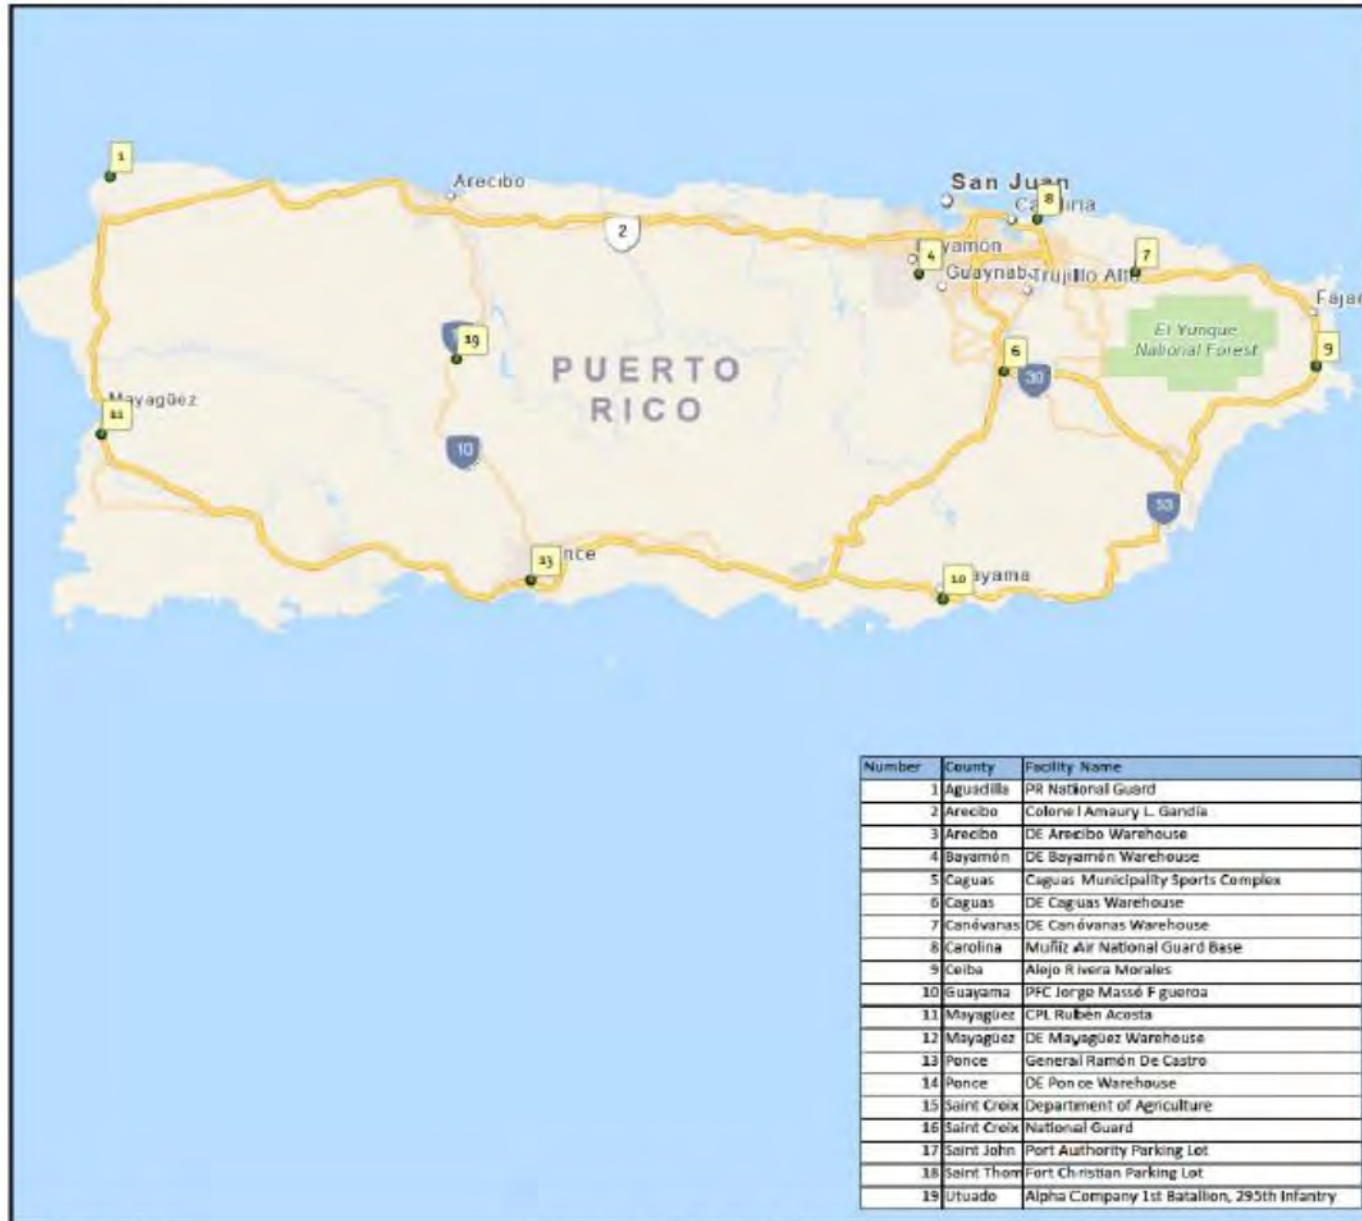 1
Arecibo
San Juan
8
2
4
7
Guaynab
Trujillo Alto
19
PUERTO
RICO
El Yunque
National Forest
6
30
9
Mayagüez
11
10
53
13
nce
10
ayama
Number County Facility Name
1 Aguadilla PR National Guard
2 Arecibo Colonel Amaury L. Gandía
3 Arecibo DE Arecibo Warehouse
4 Bayamón DE Bayamón Warehouse
5 Caguas Caguas Municipality Sports Complex
6 Caguas DE Caguas Warehouse
7 Canóvanas DE Canóvanas Warehouse
8 Carolina Muñiz Air National Guard Base
9 Ceiba Alejo Rivera Morales
10 Guayama PFC Jorge Massó Figueroa
11 Mayagüez CPL Rubén Acosta
12 Mayagüez DE Mayagüez Warehouse
13 Ponce General Ramón De Castro
14 Ponce DE Ponce Warehouse
15 Saint Croix Department of Agriculture
16 Saint Croix National Guard
17 Saint John Port Authority Parking Lot
18 Saint Thom Fort Christian Parking Lot
19 Utuado Alpha Company 1st Batallion, 295th Infantry